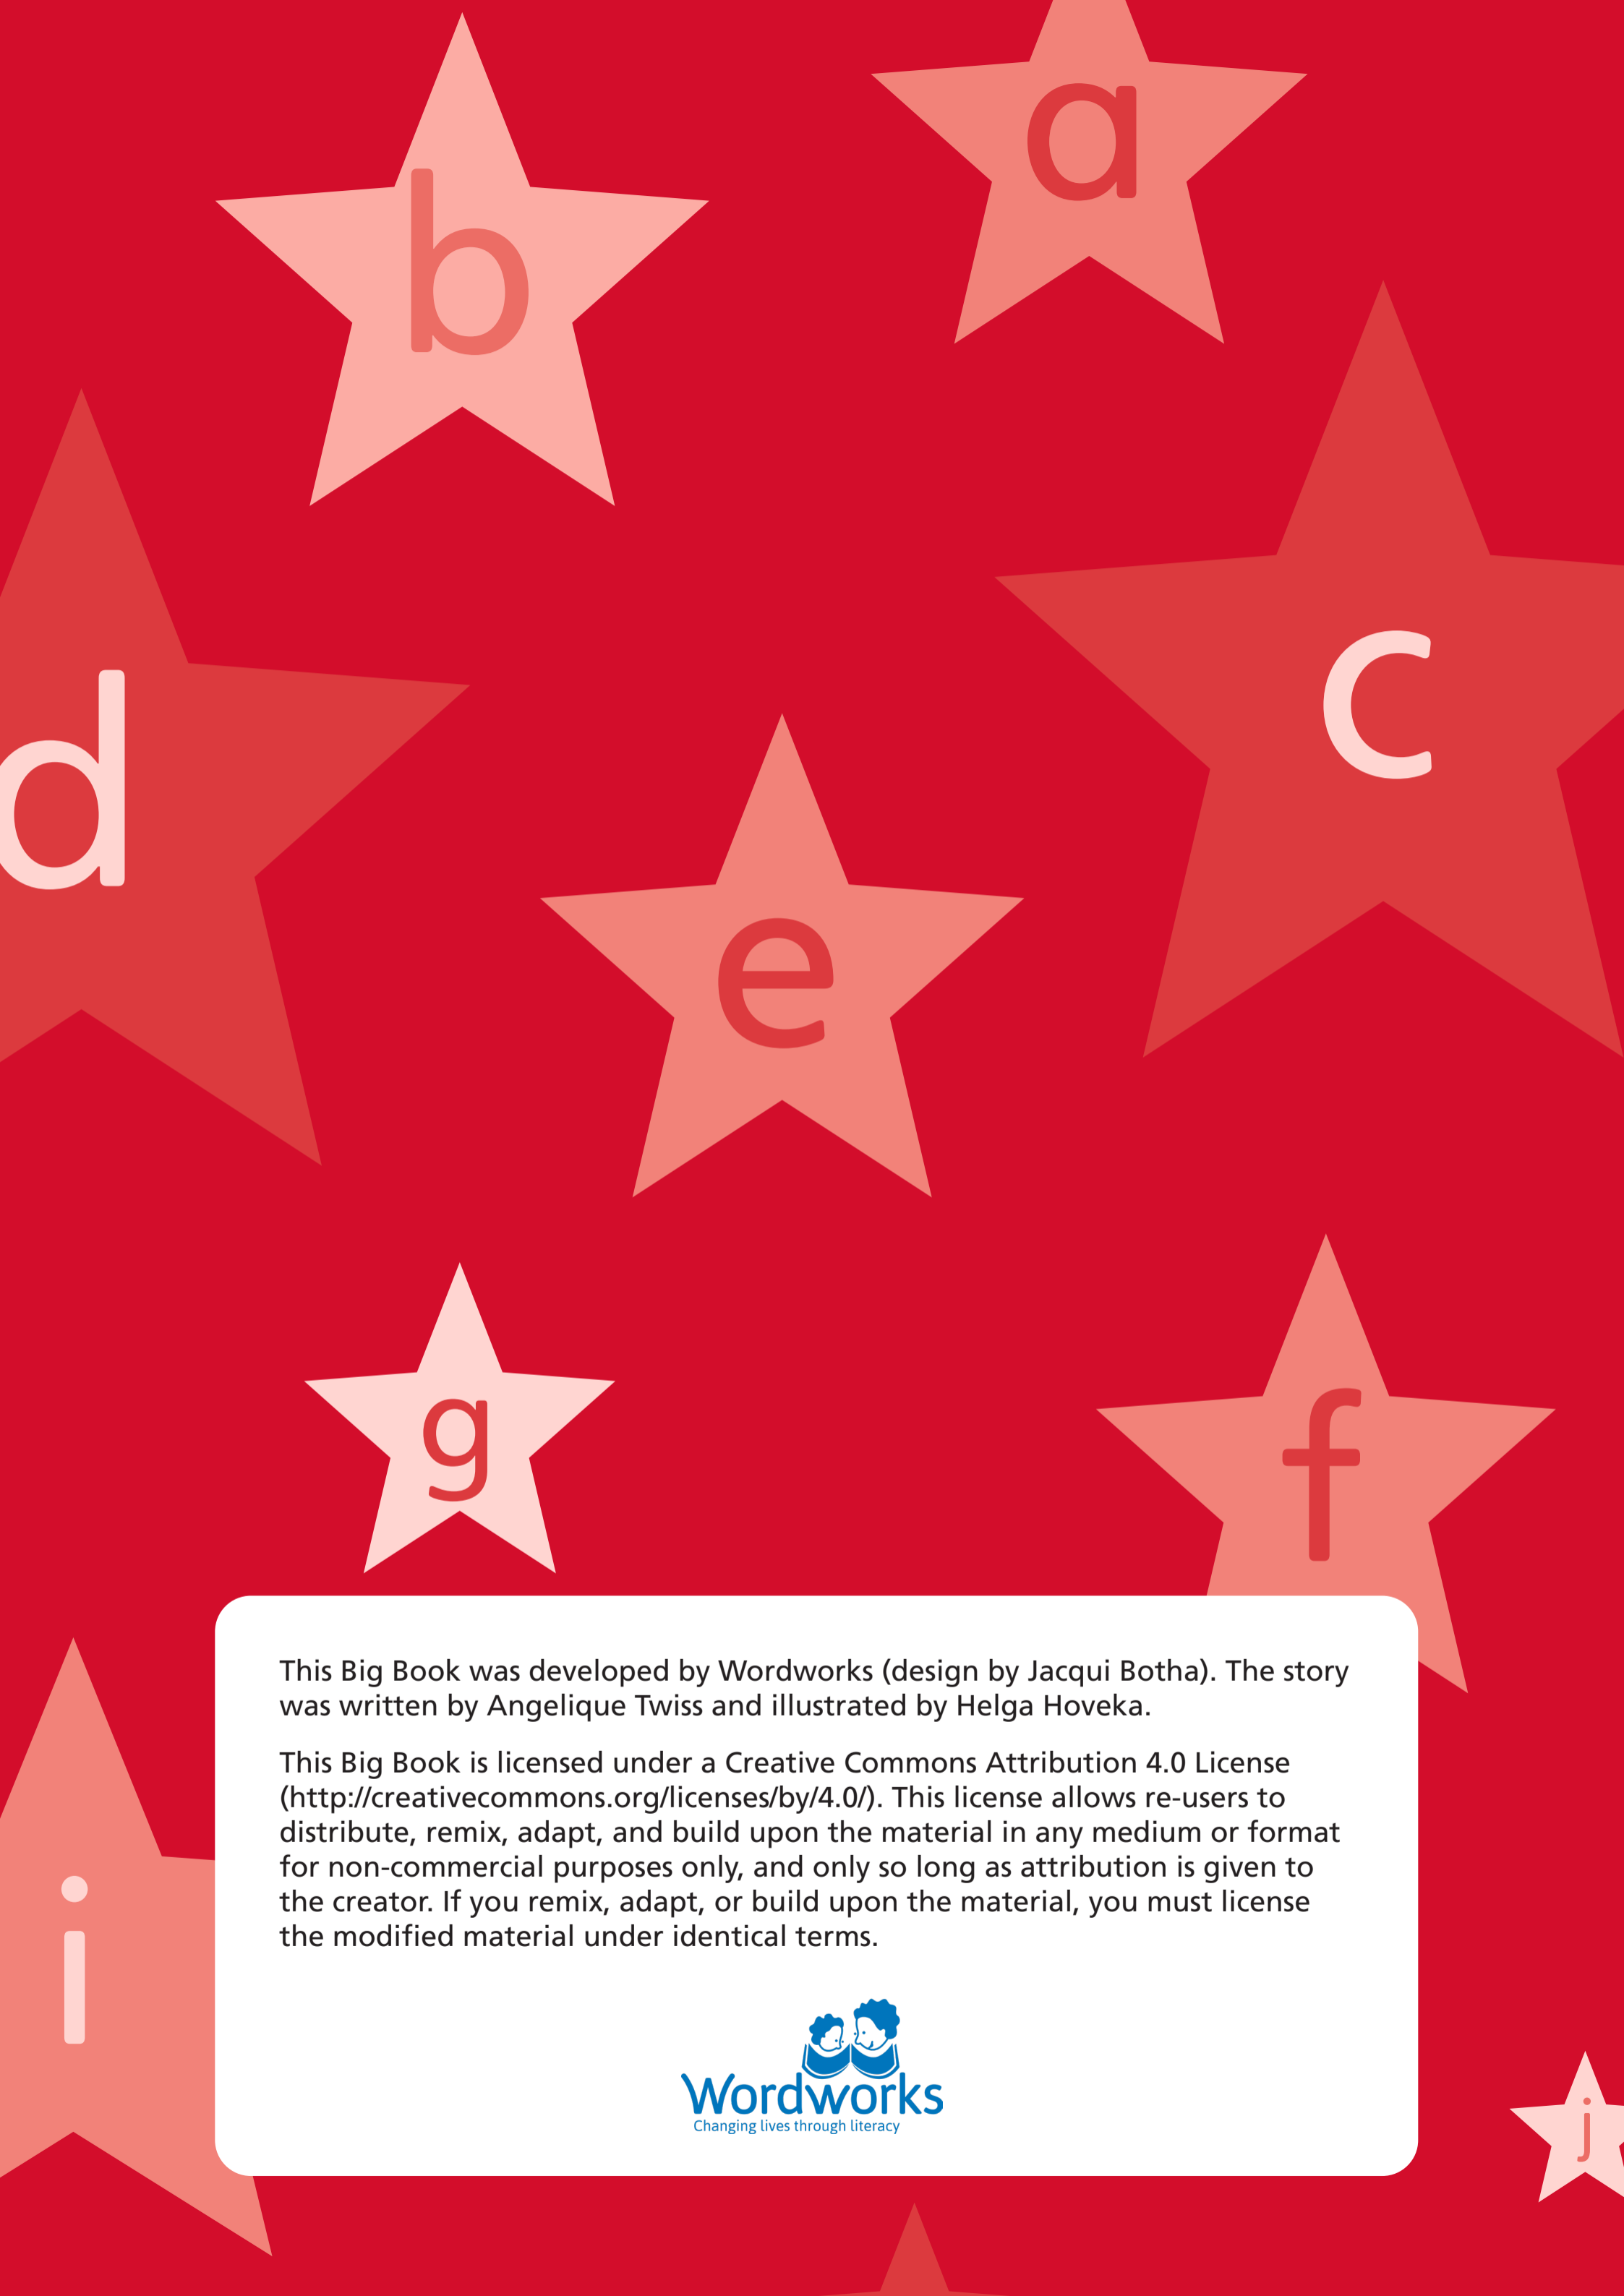 a
b
c
d
e
g
f
This Big Book was developed by Wordworks (design by Jacqui Botha). The story
was written by Angelique Twiss and illustrated by Helga Hoveka.
This Big Book is licensed under a Creative Commons Attribution 4.0 License
(http://creativecommons.org/licenses/by/4.0/). This license allows re-users to
distribute, remix, adapt, and build upon the material in any medium or format
for non-commercial purposes only, and only so long as attribution is given to
the creator. If you remix, adapt, or build upon the material, you must license
the modified material under identical terms.
i
Wordworks
Changing lives through literacy
j